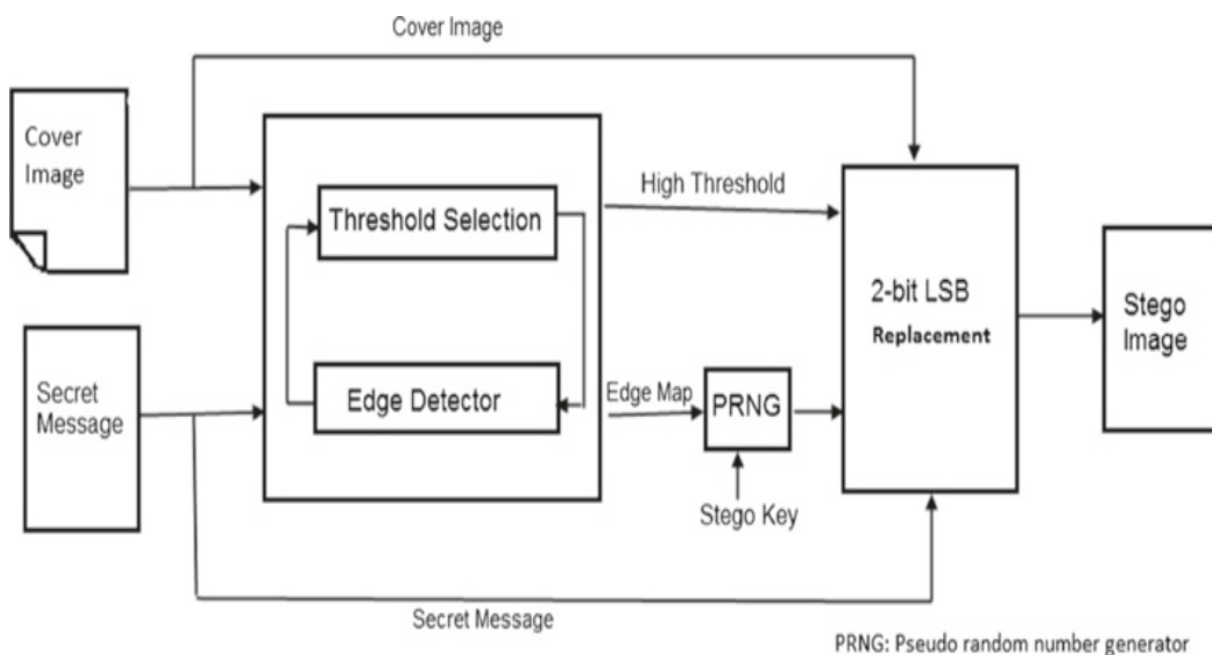 Cover Image
Cover
Image
High Threshold
Threshold Selection
2-bit LSB
Replacement
Stego
Image
Secret
Message
Edge Detector
Edge Map
PRNG
Stego Key
Secret Message
PRNG: Pseudo random number generator